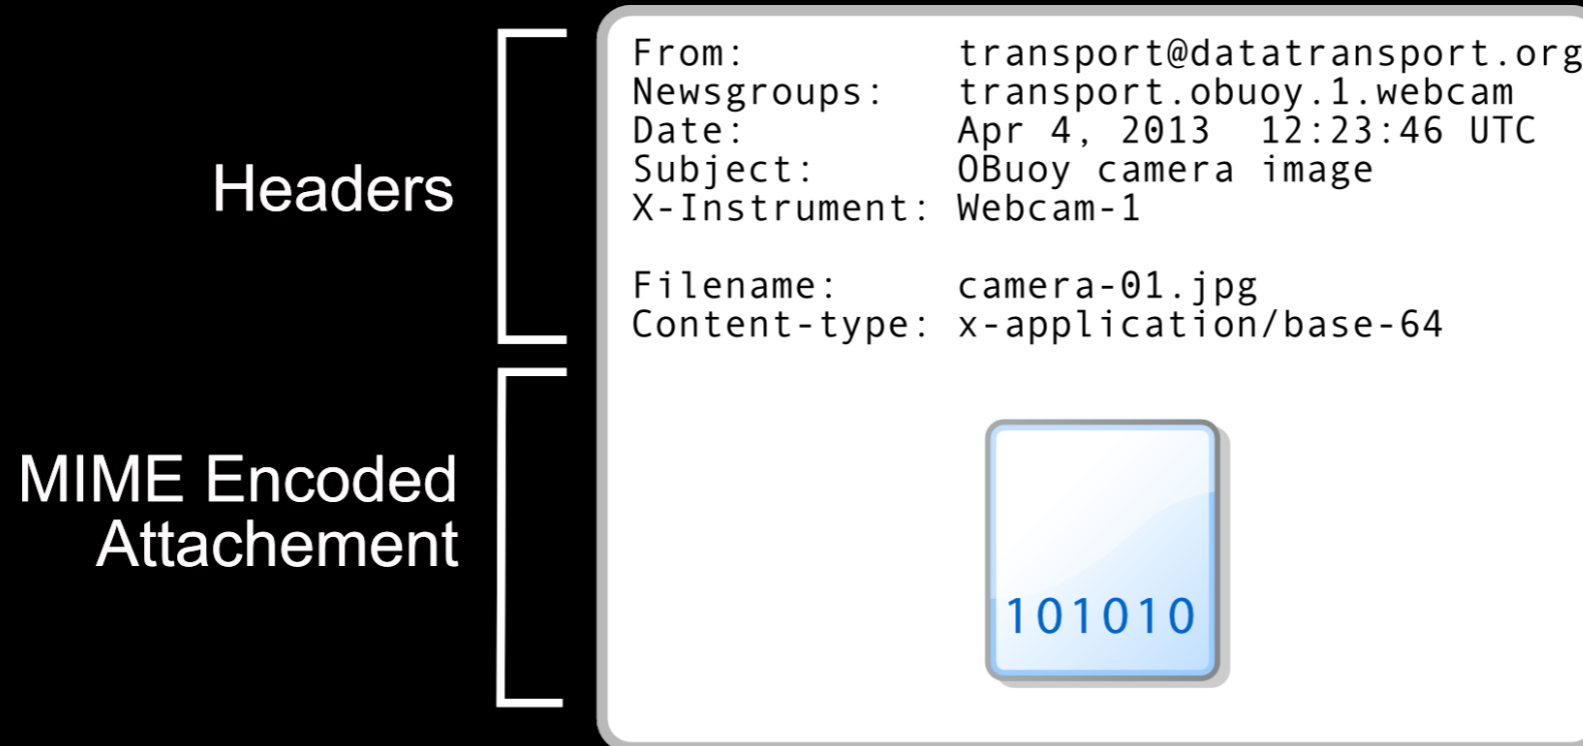 Headers
From: transport@datatransport.org
Newsgroups: transport.obuoy.1.webcam
Date: Apr 4, 2013 12:23:46 UTC
Subject: OBuoy camera image
X-Instrument: Webcam-1
Filename: camera-01.jpg
Content-type: x-application/base-64
MIME Encoded
Attachement
101010